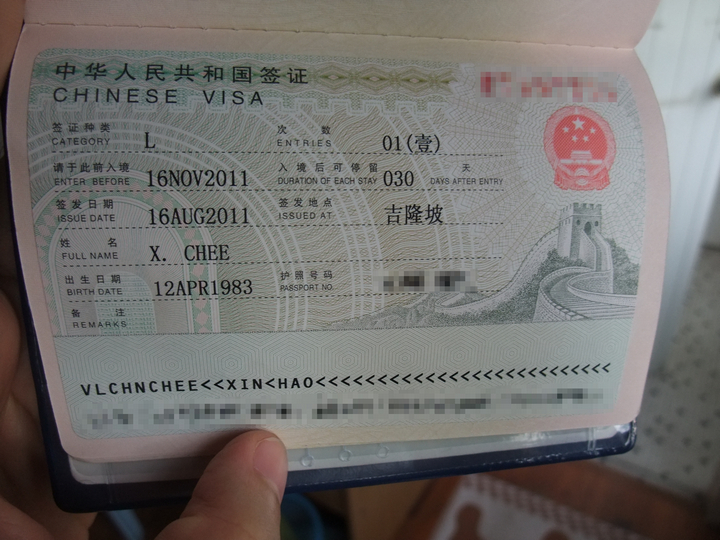 中华人民共和国签证
CHINESE VISA
签证种类 CATEGORY L 次数 ENTRIES 01(壹)
请于此前入境 ENTER BEFORE 16NOV2011 入境后可停留 DURATION OF EACH STAY 030 天 DAYS AFTER ENTRY
签发日期 ISSUE DATE 16AUG2011 签发地点 ISSUED AT 吉隆坡
姓名 FULL NAME X. CHEE
出生日期 BIRTH DATE 12APR1983 护照号码 PASSPORT NO.
备注 REMARKS
VLCHNCHEE<<XIN<HAO<<<<<<<<<<<<<<<<<<<<<<<<<<